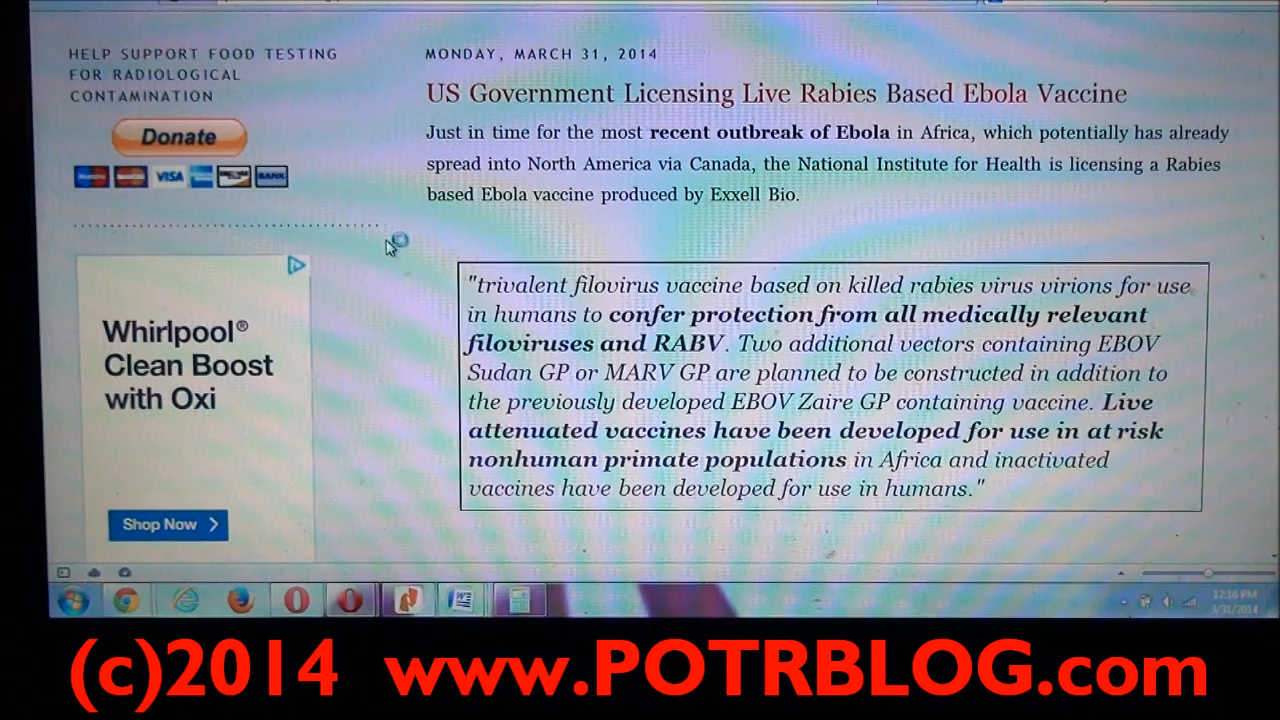 HELP SUPPORT FOOD TESTING
FOR RADIOLOGICAL
CONTAMINATION
Donate
VISA
BANK
Whirlpool®
Clean Boost
with Oxi
Shop Now
MONDAY, MARCH 31, 2014
US Government Licensing Live Rabies Based Ebola Vaccine
Just in time for the most recent outbreak of Ebola in Africa, which potentially has already
spread into North America via Canada, the National Institute for Health is licensing a Rabies
based Ebola vaccine produced by Exxell Bio.
"trivalent filovirus vaccine based on killed rabies virus virions for use
in humans to confer protection from all medically relevant
filoviruses and RABV. Two additional vectors containing EBOV
Sudan GP or MARV GP are planned to be constructed in addition to
the previously developed EBOV Zaire GP containing vaccine. Live
attenuated vaccines have been developed for use in at risk
nonhuman primate populations in Africa and inactivated
vaccines have been developed for use in humans."
12:16 PM
3/31/2014
(c)2014 www.POTRBLOG.com